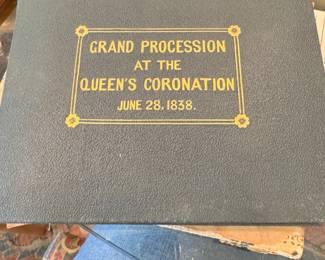 GRAND PROCESSION
AT THE
QUEEN'S CORONATION
JUNE 28, 1838.